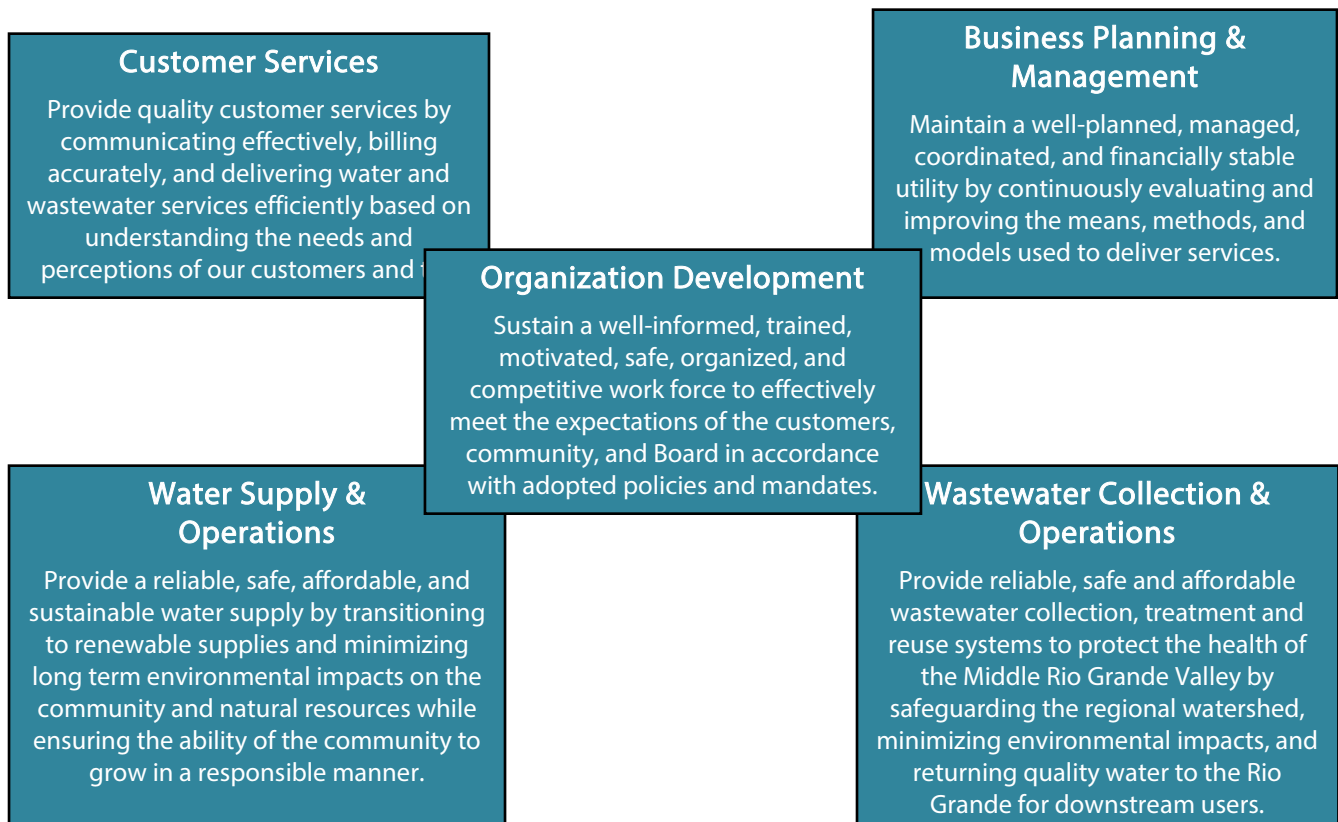 Customer Services
Provide quality customer services by
communicating effectively, billing
accurately, and delivering water and
wastewater services efficiently based on
understanding the needs and
perceptions of our customers and
Business Planning &
Management
Maintain a well-planned, managed,
coordinated, and financially stable
utility by continuously evaluating and
improving the means, methods, and
models used to deliver services.
Organization Development
Sustain a well-informed, trained,
motivated, safe, organized, and
competitive work force to effectively
meet the expectations of the customers,
community, and Board in accordance
with adopted policies and mandates.
Water Supply &
Operations
Provide a reliable, safe, affordable, and
sustainable water supply by transitioning
to renewable supplies and minimizing
long term environmental impacts on the
community and natural resources while
ensuring the ability of the community to
grow in a responsible manner.
Wastewater Collection &
Operations
Provide reliable, safe and affordable
wastewater collection, treatment and
reuse systems to protect the health of
the Middle Rio Grande Valley by
safeguarding the regional watershed,
minimizing environmental impacts, and
returning quality water to the Rio
Grande for downstream users.